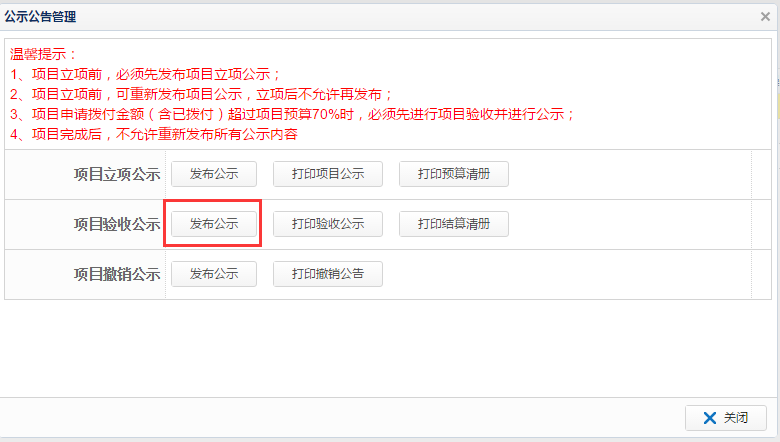 公示公告管理
温馨提示：
1、项目立项前，必须先发布项目立项公示；
2、项目立项前，可重新发布项目公示，立项后不允许再发布；
3、项目申请拨付金额（含已拨付）超过项目预算70%时，必须先进行项目验收并进行公示；
4、项目完成后，不允许重新发布所有公示内容
项目立项公示 发布公示 打印项目公示 打印预算清册
项目验收公示 发布公示 打印验收公示 打印结算清册
项目撤销公示 发布公示 打印撤销公告
关闭